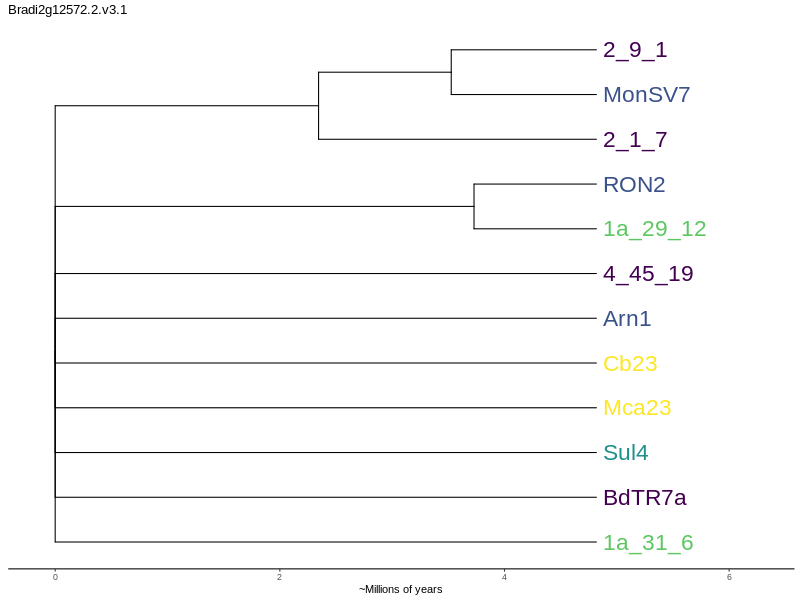 Bradi2g12572.2.v3.1
2_9_1
MonSV7
2_1_7
RON2
1a_29_12
4_45_19
Arn1
Cb23
Mca23
Sul4
BdTR7a
1a_31_6
0 2 4 6
~Millions of years